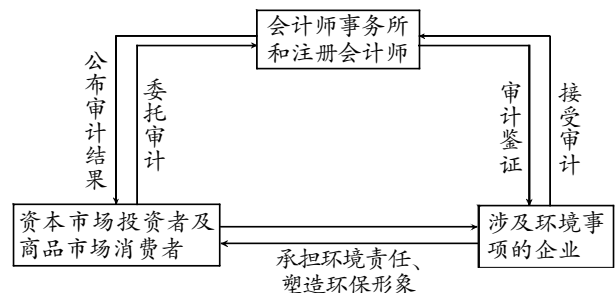 会计师事务所
和注册会计师
公布审计结果
委托审计
审计鉴证
接受审计
资本市场投资者及
商品市场消费者
涉及环境事
项的企业
承担环境责任、
塑造环保形象